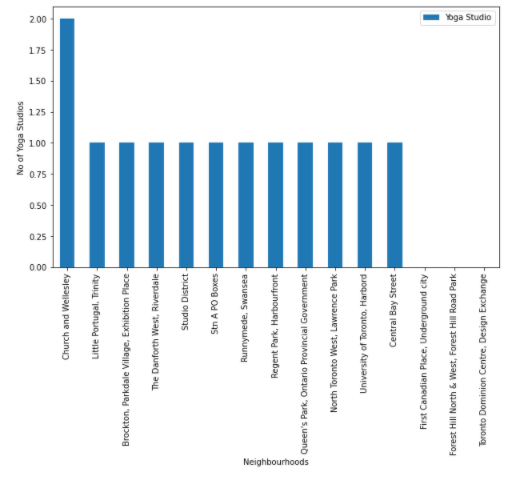 Yoga Studio
2.00
1.75
1.50
1.25
1.00
0.75
0.50
0.25
0.00
No of Yoga Studios
Church and Wellesley
Little Portugal, Trinity
Brockton, Parkdale Village, Exhibition Place
The Danforth West, Riverdale
Studio District
Stn A PO Boxes
Runnymede, Swansea
Regent Park, Harbourfront
Queen's Park, Ontario Provincial Government
North Toronto West, Lawrence Park
University of Toronto, Harbord
Central Bay Street
First Canadian Place, Underground city
Forest Hill North & West, Forest Hill Road Park
Toronto Dominion Centre, Design Exchange
Neighbourhoods